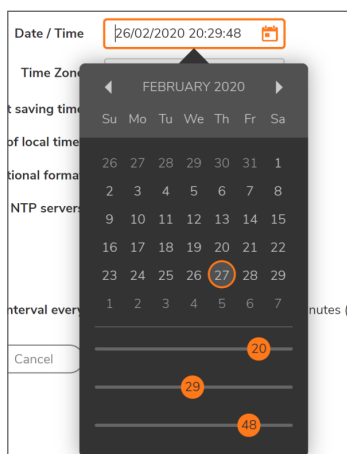 Date / Time 26/02/2020 20:29:48
Time Zone
t saving time
FEBRUARY 2020
Su Mo Tu We Th Fr Sa
of local time
26 27 28 29 30 31 1
tional forma
2 3 4 5 6 7 8
NTP servers
9 10 11 12 13 14 15
16 17 18 19 20 21 22
23 24 25 26 27 28 29
1 2 3 4 5 6 7
nterval every
nutes (
20
Cancel
29
48